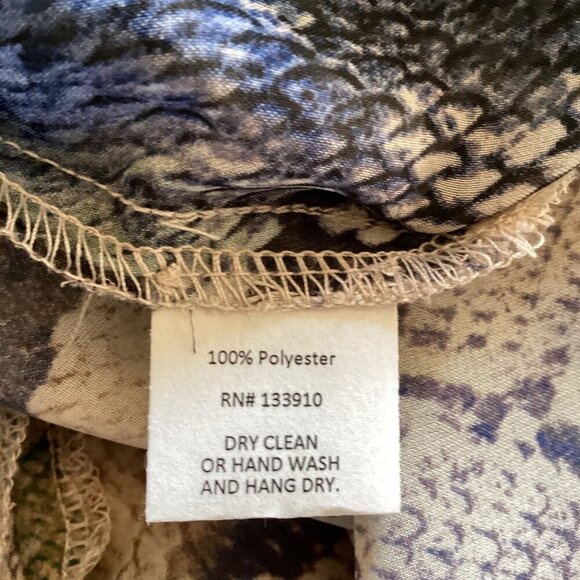 100% Polyester
RN# 133910
DRY CLEAN
OR HAND WASH
AND HANG DRY.